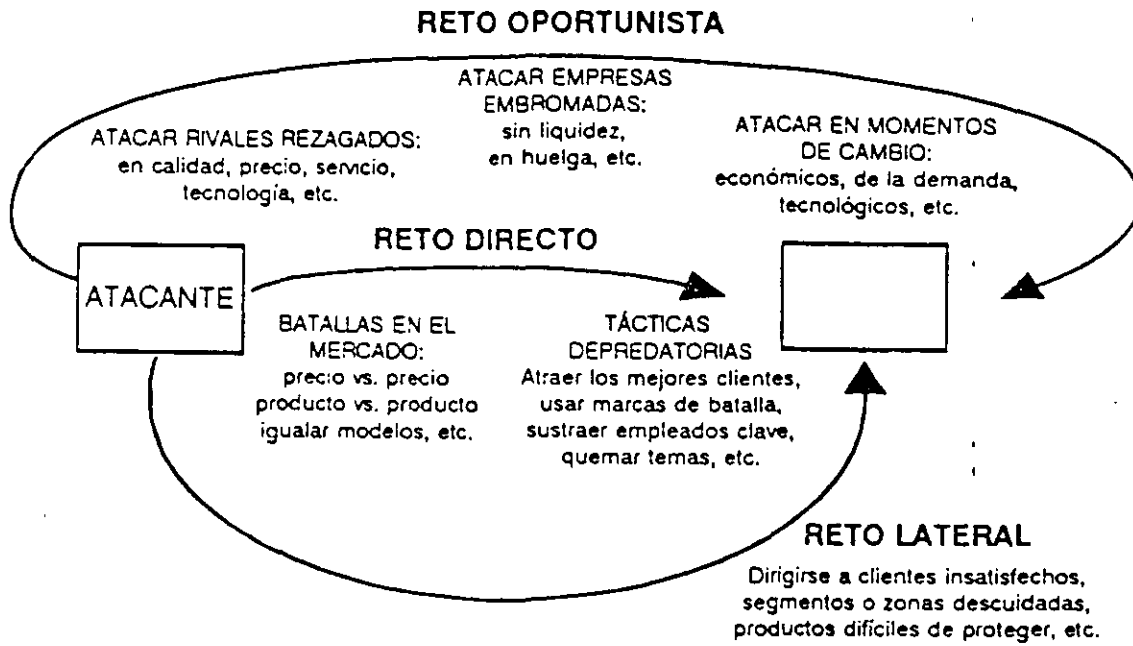 RETO OPORTUNISTA
ATACAR EMPRESAS
EMBROMADAS:
sin liquidez,
en huelga, etc.
ATACAR RIVALES REZAGADOS:
en calidad, precio, servicio,
tecnología, etc.
ATACAR EN MOMENTOS
DE CAMBIO:
económicos, de la demanda,
tecnológicos, etc.
RETO DIRECTO
ATACANTE
BATALLAS EN EL
MERCADO:
precio vs. precio
producto vs. producto
igualar modelos, etc.
TÁCTICAS
DEPREDATORIAS
Atraer los mejores clientes,
usar marcas de batalla,
sustraer empleados clave,
quemar temas, etc.
RETO LATERAL
Dirigirse a clientes insatisfechos,
segmentos o zonas descuidadas,
productos difíciles de proteger, etc.